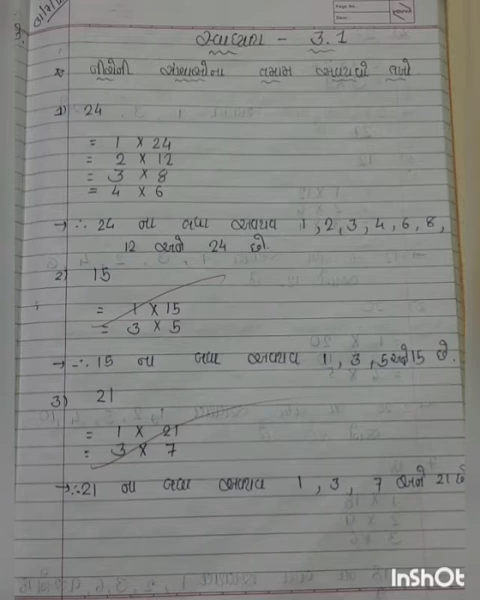 સ્વાધ્યાય - 3.1
* નીચેની સંખ્યાઓના તમામ અવયવો લખો
1) 24
= 1 × 24
= 2 × 12
= 3 × 8
= 4 × 6
→ ∴ 24 ના બધા અવયવ 1, 2, 3, 4, 6, 8,
12 અને 24 છે.
2) 15
= 1 × 15
= 3 × 5
→ ∴ 15 ના બધા અવયવ 1, 3, 5 અને 15 છે.
3) 21
= 1 × 21
= 3 × 7
→ ∴ 21 ના બધા અવયવ 1, 3, 7 અને 21 છે
InShOt